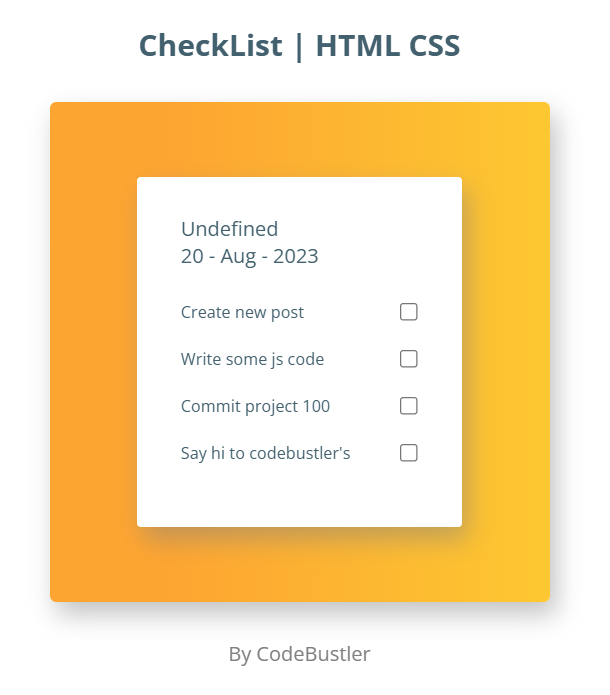 CheckList | HTML CSS
Undefined
20 - Aug - 2023
Create new post
Write some js code
Commit project 100
Say hi to codebustler's
By CodeBustler